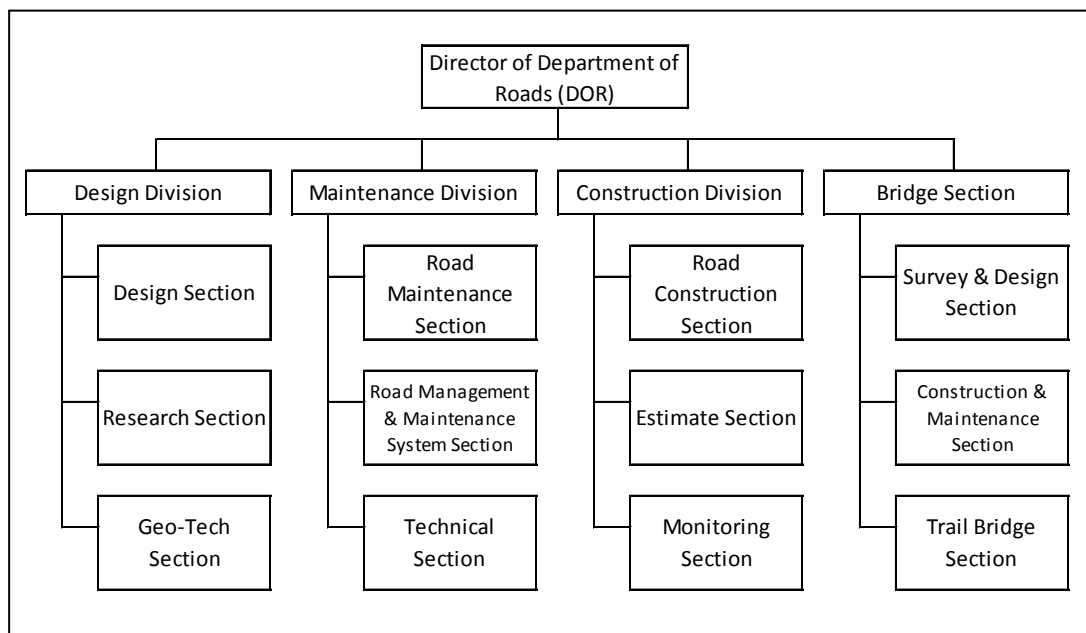 Director of Department of
Roads (DOR)
Design Division
Maintenance Division
Construction Division
Bridge Section
Design Section
Road
Maintenance
Section
Road
Construction
Section
Survey & Design
Section
Research Section
Road Management
& Maintenance
System Section
Estimate Section
Construction &
Maintenance
Section
Geo-Tech
Section
Technical
Section
Monitoring
Section
Trail Bridge
Section